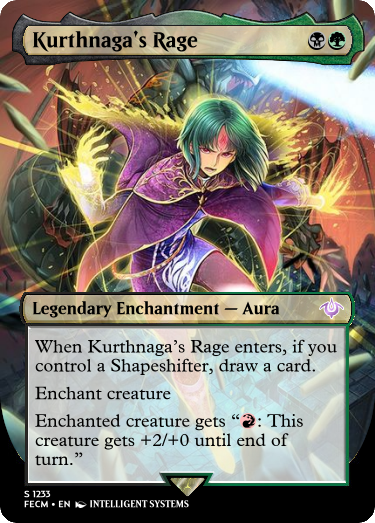 Kurthnaga's Rage
Legendary Enchantment — Aura
When Kurthnaga's Rage enters, if you
control a Shapeshifter, draw a card.
Enchant creature
Enchanted creature gets “R: This
creature gets +2/+0 until end of
turn.”
S 1233
FECM • EN INTELLIGENT SYSTEMS